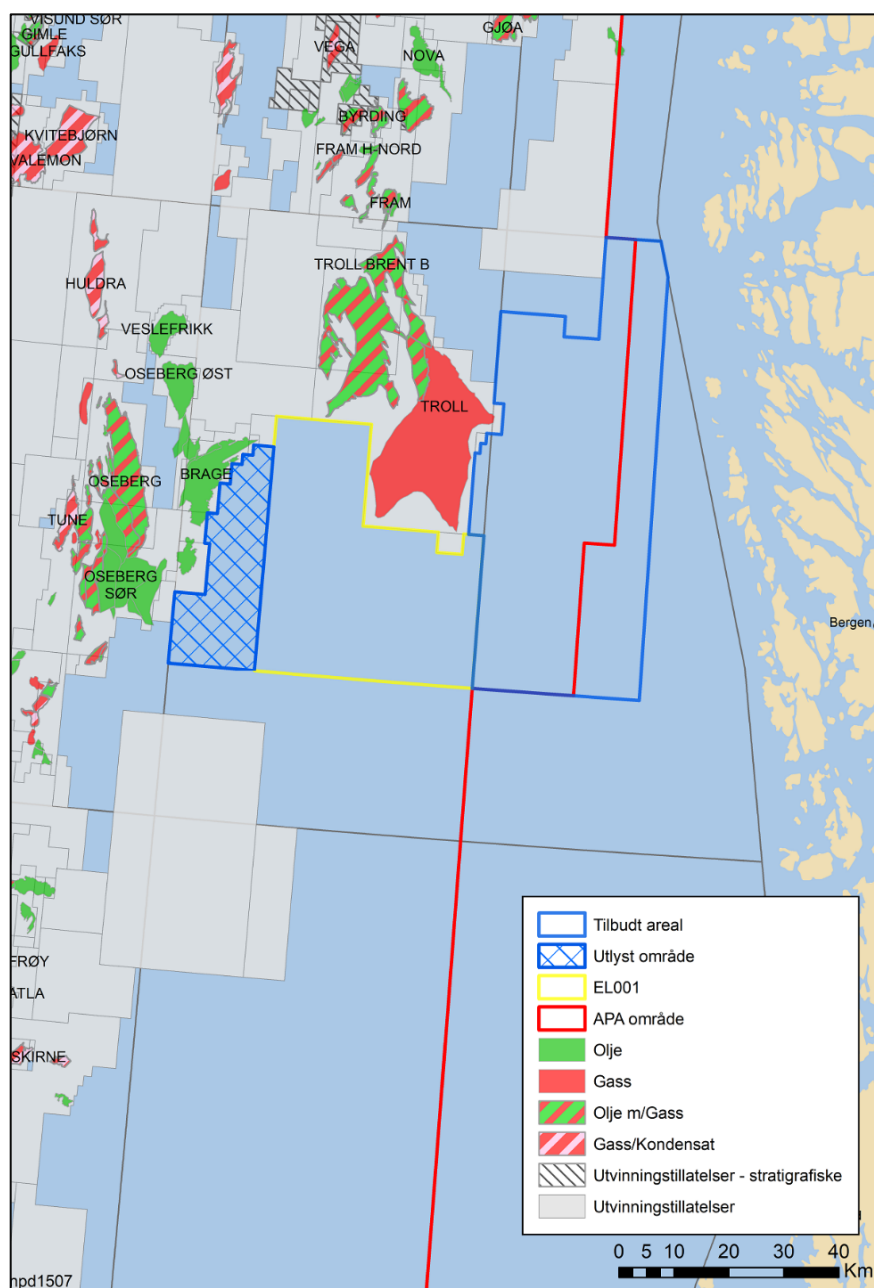 VISUND SØR
GIMLE
GULLFAKS
VEGA
NOVA
GJØA
KVITEBJØRN
VALEMON
BYRDING
FRAM H-NORD
FRAM
HULDRA
TROLL BRENT B
VESLEFRIKK
OSEBERG ØST
TROLL
OSEBERG
BRAGE
TUNE
OSEBERG
SØR
Bergen
FRØY
ATLA
SKIRNE
Tilbudt areal
Utlyst område
EL001
APA område
Olje
Gass
Olje m/Gass
Gass/Kondensat
Utvinningstillatelser - stratigrafiske
Utvinningstillatelser
0 5 10 20 30 40
Km
npd1507